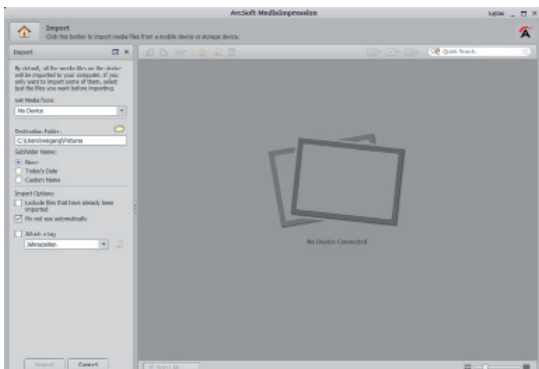 ArcSoft MediaImpression
Import
Click this button to import media files from a mobile device or storage device.
Import
Quick Search
By default, all the media files on the device
will be imported to your computer. If you
only want to import some of them, select
just the files you want before importing.
Get Media from:
No Device
Destination Folder:
Subfolder Name:
None
Today's Date
Custom Name
Import Options
Include files that have already been
imported
Fix red eye automatically
Attach a tag
Jahreszeiten
No Device Connected
Import
Cancel
Select All